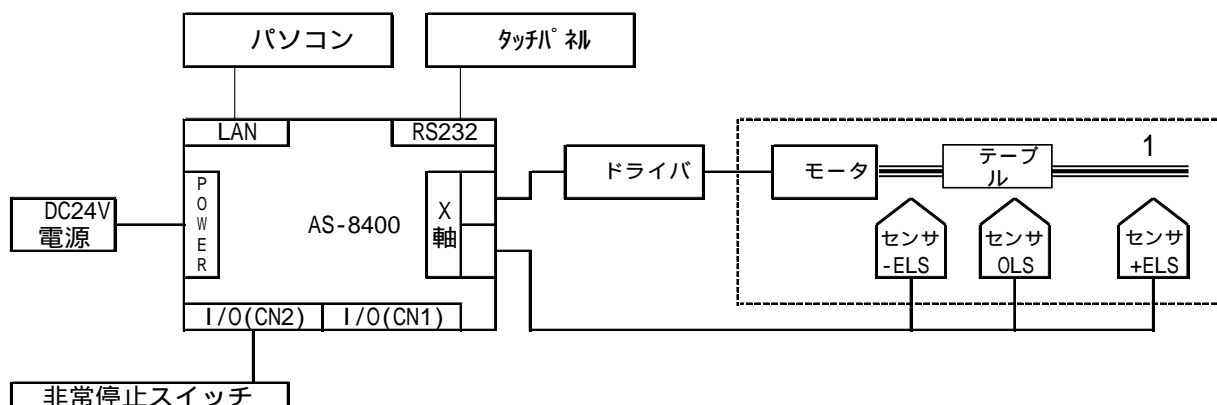 パソコン
ﾀｯﾁﾊﾟﾈﾙ
LAN
RS232
1
ドライバ
モータ
テーブ
ル
POWER
X
軸
DC24V
電源
AS-8400
センサ
-ELS
センサ
OLS
センサ
+ELS
I/O(CN2)
I/O(CN1)
非常停止スイッチ